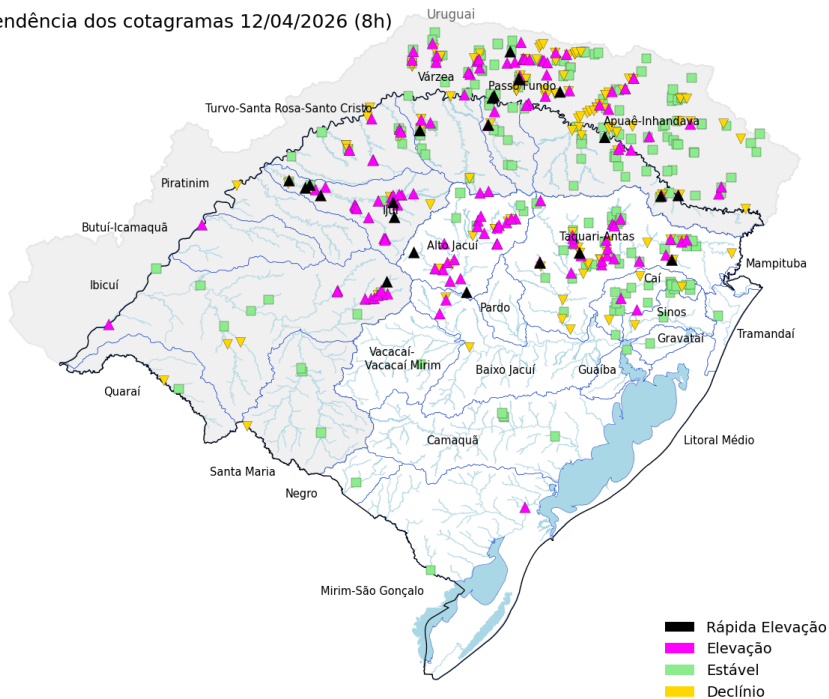 endência dos cotagramas 12/04/2026 (8h)
Uruguai
Várzea
Passo Fundo
Turvo-Santa Rosa-Santo Cristo
Apuaê-Inhandava
Piratinim
Ijuí
Butuí-Icamaquã
Taquari-Antas
Alto Jacuí
Mampituba
Ibicuí
Caí
Pardo
Sinos
Tramandaí
Gravataí
Vacacaí-
Vacacaí Mirim
Baixo Jacuí
Guaíba
Quaraí
Camaquã
Litoral Médio
Santa Maria
Negro
Mirim-São Gonçalo
Rápida Elevação
Elevação
Estável
Declínio